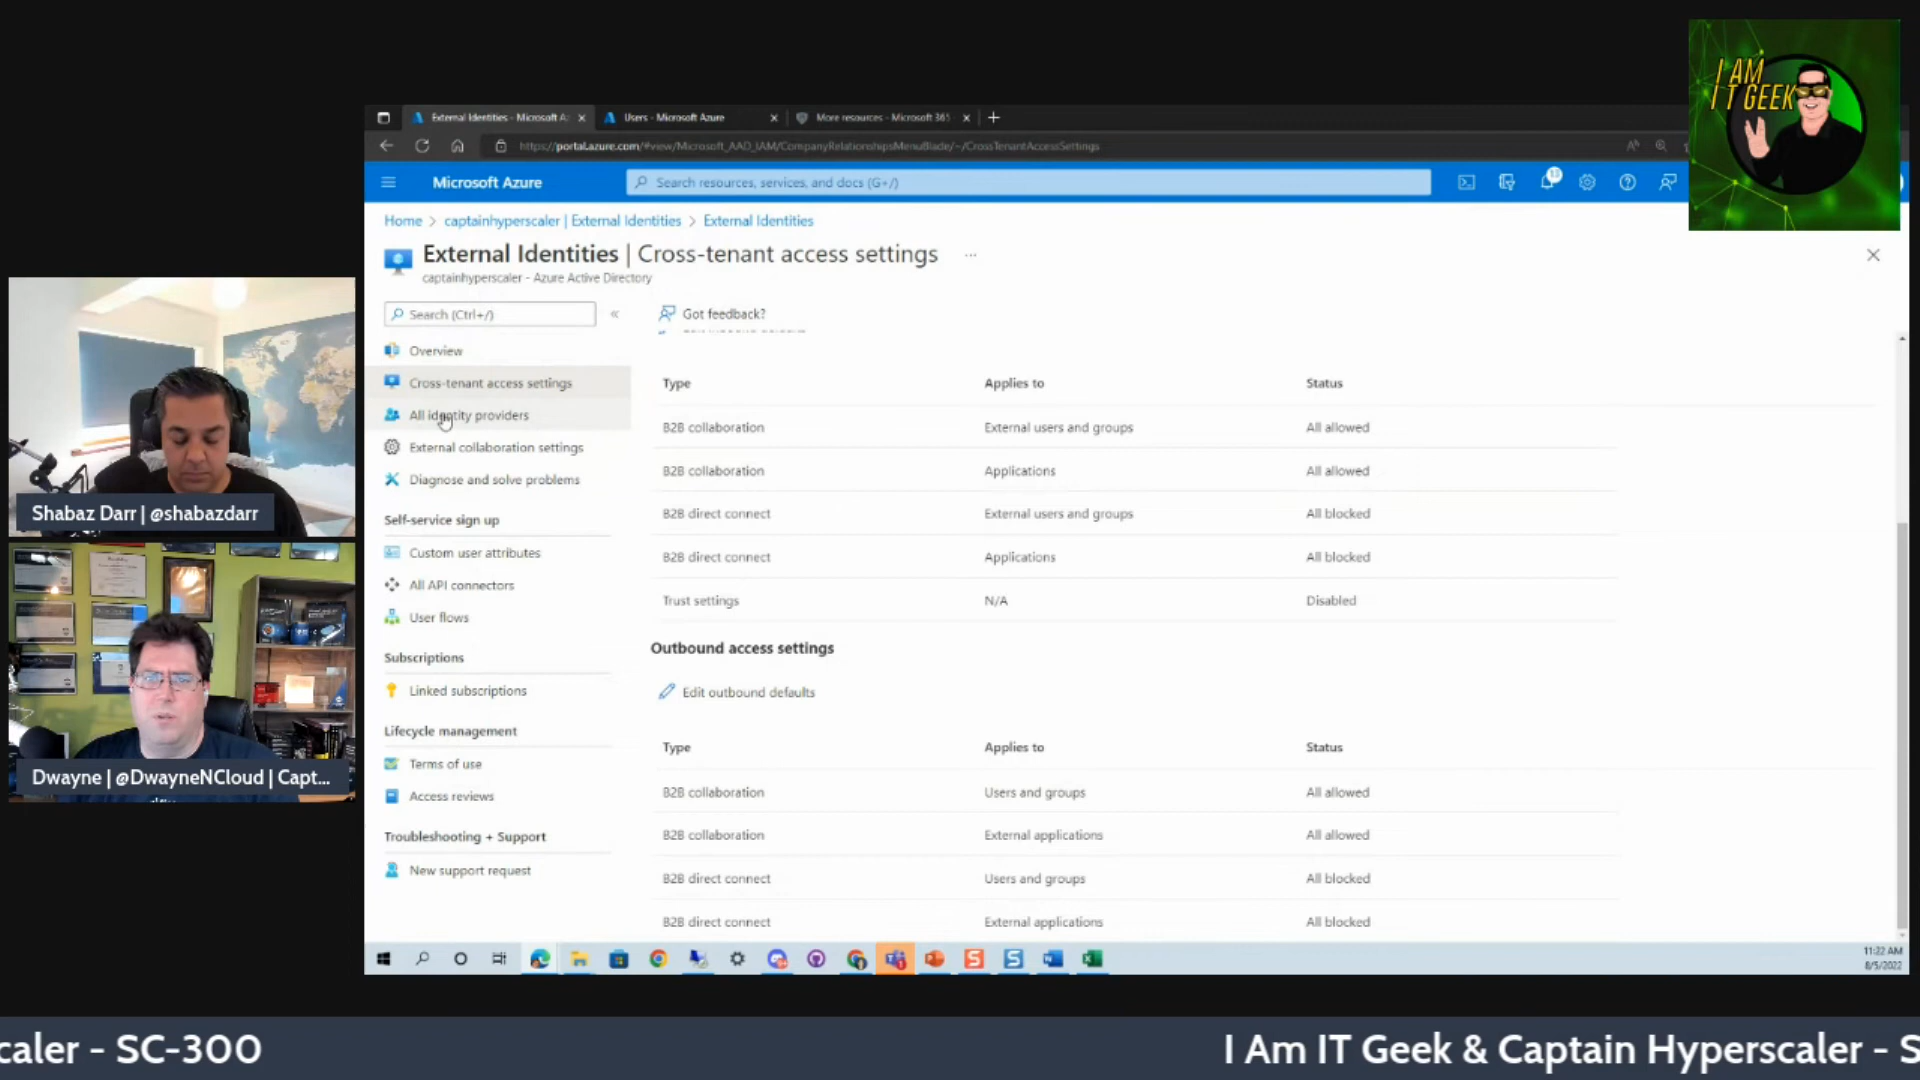 I AM
IT GEEK
External Identities - Microsoft A
Users - Microsoft Azure
More resources - Microsoft 365
https://portal.azure.com/#view/Microsoft_AAD_IAM/CompanyRelationshipsMenuBlade/~/CrossTenantAccessSettings
Microsoft Azure
Search resources, services, and docs (G+/)
13
Home > captainhyperscaler | External Identities > External Identities
External Identities | Cross-tenant access settings
captainhyperscaler - Azure Active Directory
Search (Ctrl+/)
Got feedback?
Overview
Cross-tenant access settings
All identity providers
External collaboration settings
Diagnose and solve problems
Self-service sign up
Custom user attributes
All API connectors
User flows
Subscriptions
Linked subscriptions
Lifecycle management
Terms of use
Access reviews
Troubleshooting + Support
New support request
Type Applies to Status
B2B collaboration External users and groups All allowed
B2B collaboration Applications All allowed
B2B direct connect External users and groups All blocked
B2B direct connect Applications All blocked
Trust settings N/A Disabled
Outbound access settings
Edit outbound defaults
Type Applies to Status
B2B collaboration Users and groups All allowed
B2B collaboration External applications All allowed
B2B direct connect Users and groups All blocked
B2B direct connect External applications All blocked
11:22 AM
8/5/2022
Shabaz Darr | @shabazdarr
Dwayne | @DwayneNCloud | Capt...
caler - SC-300
I Am IT Geek & Captain Hyperscaler - S